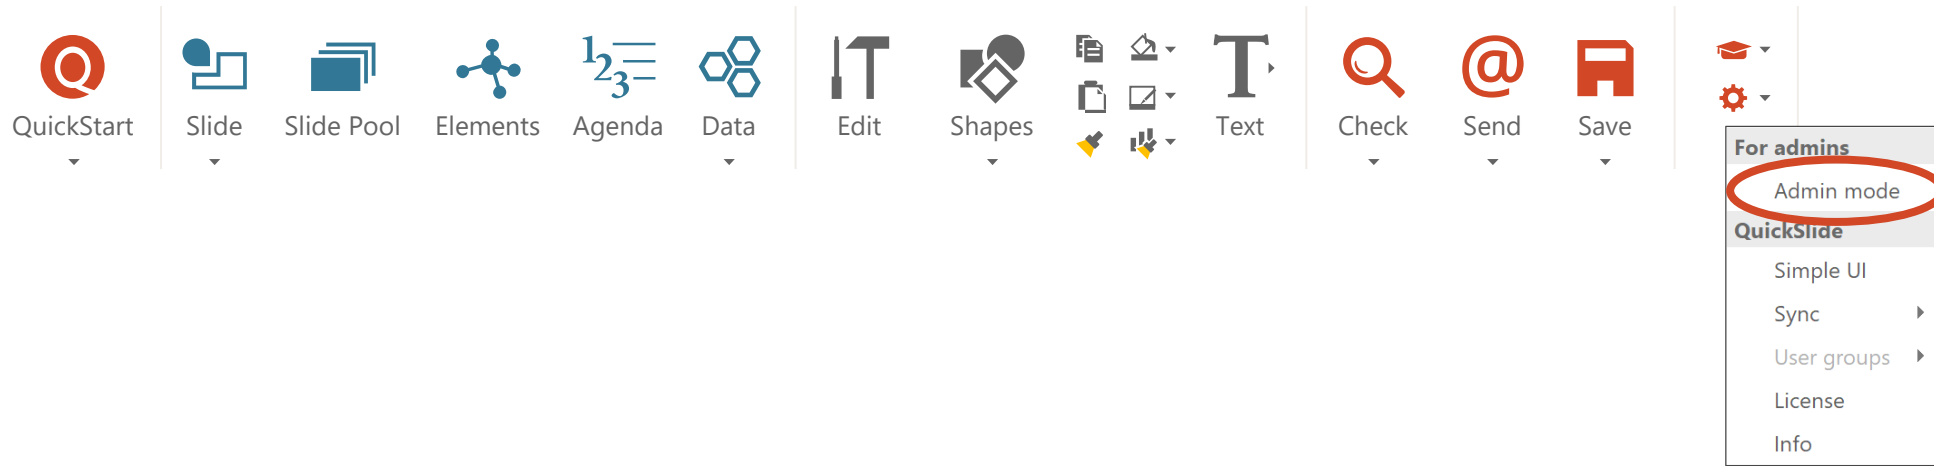 QuickStart
Slide
Slide Pool
Elements
Agenda
Data
Edit
Shapes
Text
Check
Send
Save
For admins
Admin mode
QuickSlide
Simple UI
Sync
User groups
License
Info